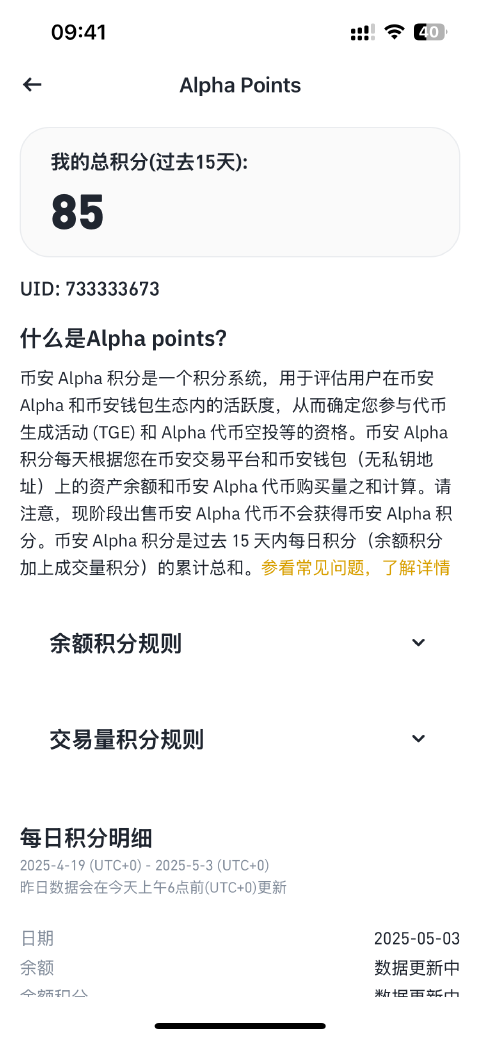 09:41
40
Alpha Points
我的总积分(过去15天):
85
UID: 733333673
什么是Alpha points?
币安 Alpha 积分是一个积分系统，用于评估用户在币安
Alpha 和币安钱包生态内的活跃度，从而确定您参与代币
生成活动 (TGE) 和 Alpha 代币空投等的资格。币安 Alpha
积分每天根据您在币安交易平台和币安钱包（无私钥地
址）上的资产余额和币安 Alpha 代币购买量之和计算。请
注意，现阶段出售币安 Alpha 代币不会获得币安 Alpha 积
分。币安 Alpha 积分是过去 15 天内每日积分（余额积分
加上成交量积分）的累计总和。参看常见问题，了解详情
余额积分规则
交易量积分规则
每日积分明细
2025-4-19 (UTC+0) - 2025-5-3 (UTC+0)
昨日数据会在今天上午6点前(UTC+0)更新
日期 2025-05-03
余额 数据更新中
余额积分 数据更新中